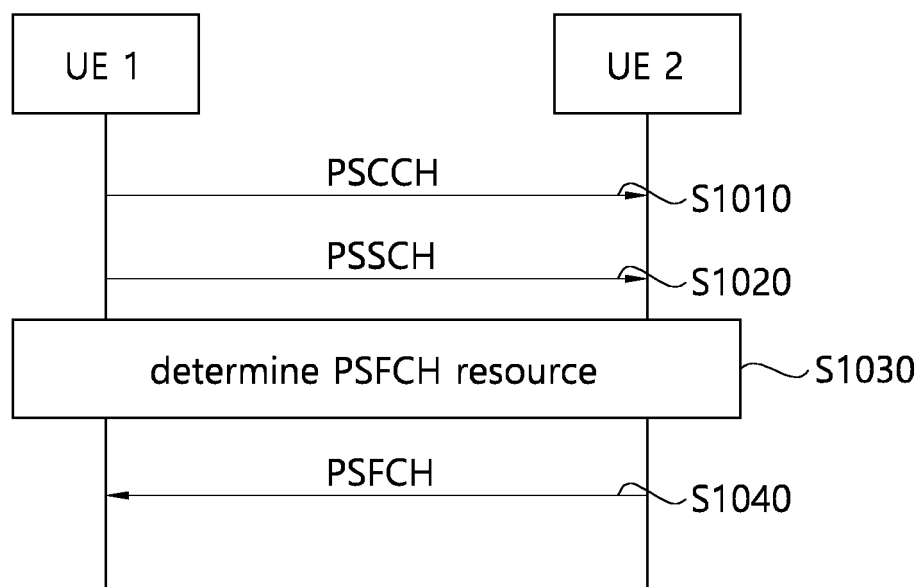 UE 1
UE 2
PSCCH
S1010
PSSCH
S1020
determine PSFCH resource
S1030
PSFCH
S1040